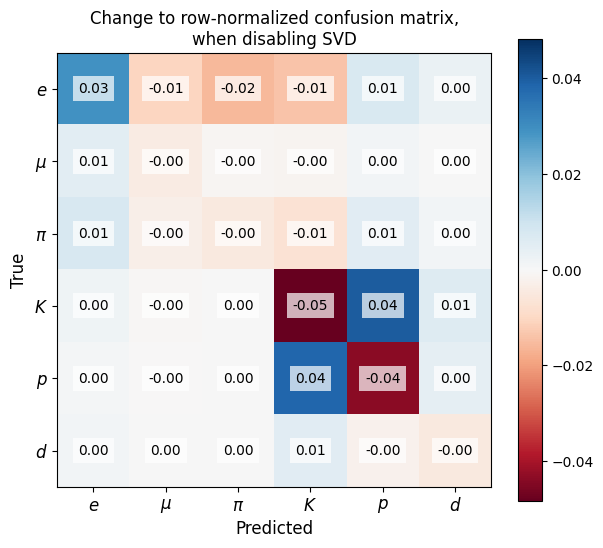 Change to row-normalized confusion matrix,
when disabling SVD
e 0.03 -0.01 -0.02 -0.01 0.01 0.00
μ 0.01 -0.00 -0.00 -0.00 0.00 0.00
π 0.01 -0.00 -0.00 -0.01 0.01 0.00
K 0.00 -0.00 0.00 -0.05 0.04 0.01
p 0.00 -0.00 0.00 0.04 -0.04 0.00
d 0.00 0.00 0.00 0.01 -0.00 -0.00
e μ π K p d
True
Predicted
0.04
0.02
0.00
−0.02
−0.04